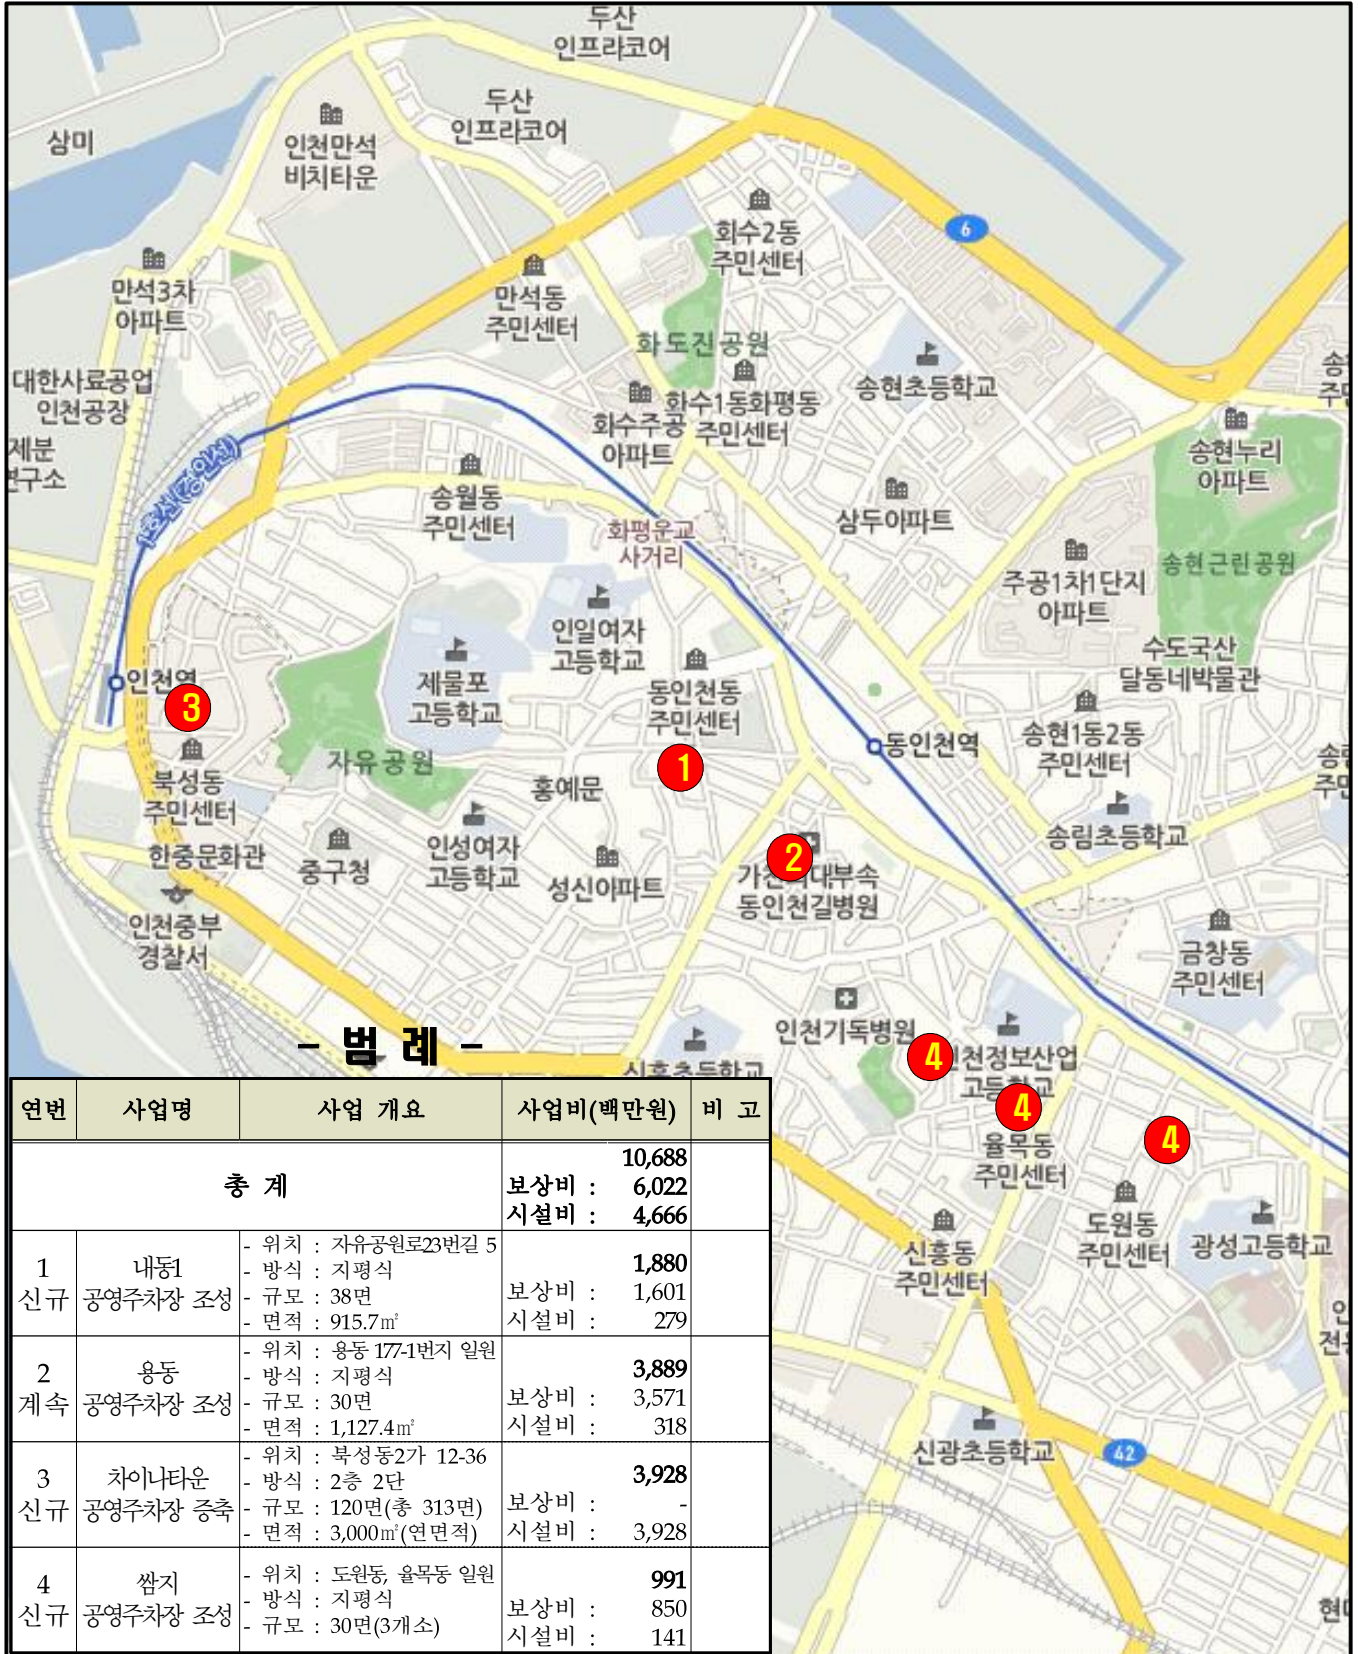 두산
인프라코어
두산
인프라코어
삼미
인천만석
비치타운
6
화수2동
주민센터
만석3차
아파트
만석동
주민센터
화도진공원
송현초등학교
대한사료공업
인천공장
화수1동화평동
주민센터
화수주공
아파트
제분
연구소
송현누리
아파트
1호선(경인선)
송월동
주민센터
삼두아파트
화평운교
사거리
송현근린공원
주공1차1단지
아파트
인일여자
고등학교
수도국산
달동네박물관
제물포
고등학교
동인천동
주민센터
인천역
3
송현1동2동
주민센터
동인천역
자유공원
1
홍예문
북성동
주민센터
송림초등학교
인성여자
고등학교
한중문화관
중구청
성신아파트
2
동인천길병원
인천중부
경찰서
금창동
주민센터
인천기독병원
4
4
4
율목동
주민센터
도원동
주민센터
광성고등학교
신흥동
주민센터
신광초등학교
42
- 범 례 -
연번 사업명 사업 개요 사업비(백만원) 비 고
총 계 10,688
보상비 : 6,022
시설비 : 4,666
1
신규
내동1
공영주차장 조성
- 위치 : 자유공원로23번길 5
- 방식 : 지평식
- 규모 : 38면
- 면적 : 915.7㎡
1,880
보상비 : 1,601
시설비 : 279
2
계속
용동
공영주차장 조성
- 위치 : 용동 177-1번지 일원
- 방식 : 지평식
- 규모 : 30면
- 면적 : 1,127.4㎡
3,889
보상비 : 3,571
시설비 : 318
3
신규
차이나타운
공영주차장 증축
- 위치 : 북성동2가 12-36
- 방식 : 2층 2단
- 규모 : 120면(총 313면)
- 면적 : 3,000㎡(연면적)
3,928
보상비 : -
시설비 : 3,928
4
신규
쌈지
공영주차장 조성
- 위치 : 도원동, 율목동 일원
- 방식 : 지평식
- 규모 : 30면(3개소)
991
보상비 : 850
시설비 : 141